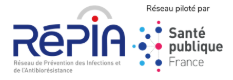 Réseau piloté par
RéPIA
Réseau de Prévention des Infections et
de l'Antibiorésistance
Santé
publique
France